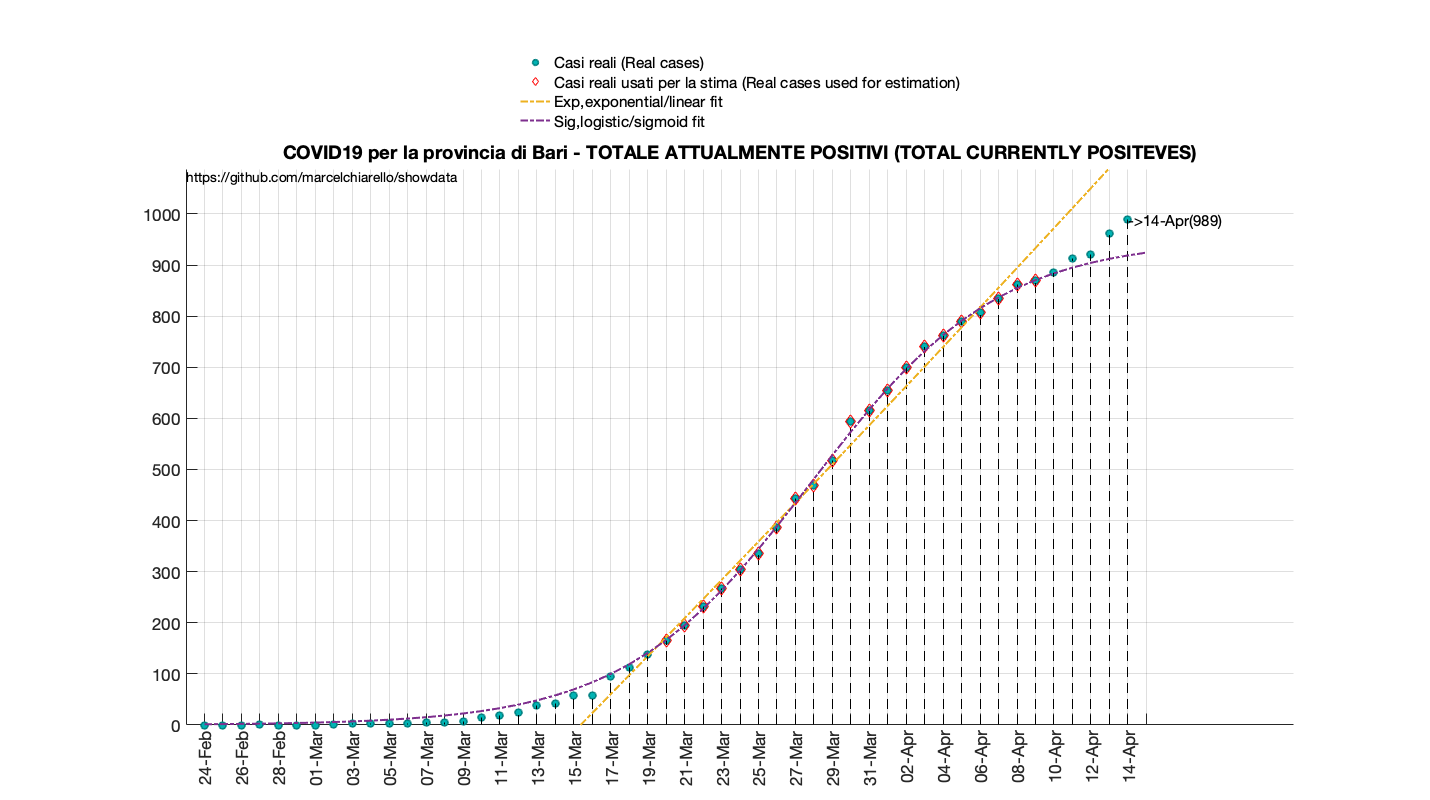 Casi reali (Real cases)
Casi reali usati per la stima (Real cases used for estimation)
Exp,exponential/linear fit
Sig,logistic/sigmoid fit
COVID19 per la provincia di Bari - TOTALE ATTUALMENTE POSITIVI (TOTAL CURRENTLY POSITEVES)
https://github.com/marcelchiarello/showdata
1000
900
800
700
600
500
400
300
200
100
0
-->14-Apr(989)
24-Feb
26-Feb
28-Feb
01-Mar
03-Mar
05-Mar
07-Mar
09-Mar
11-Mar
13-Mar
15-Mar
17-Mar
19-Mar
21-Mar
23-Mar
25-Mar
27-Mar
29-Mar
31-Mar
02-Apr
04-Apr
06-Apr
08-Apr
10-Apr
12-Apr
14-Apr